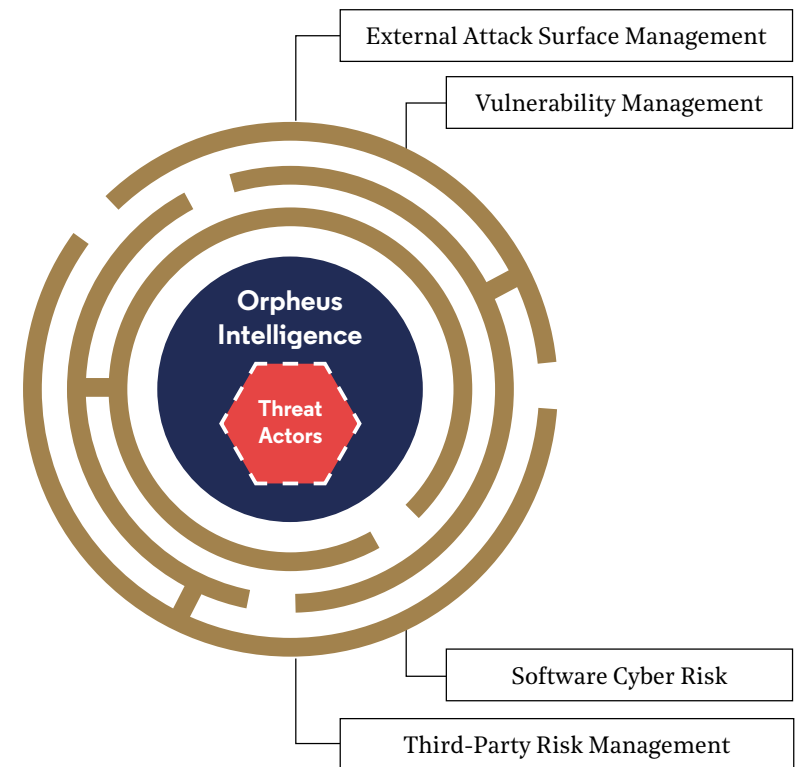 External Attack Surface Management
Vulnerability Management
Orpheus
Intelligence
Threat
Actors
Software Cyber Risk
Third-Party Risk Management